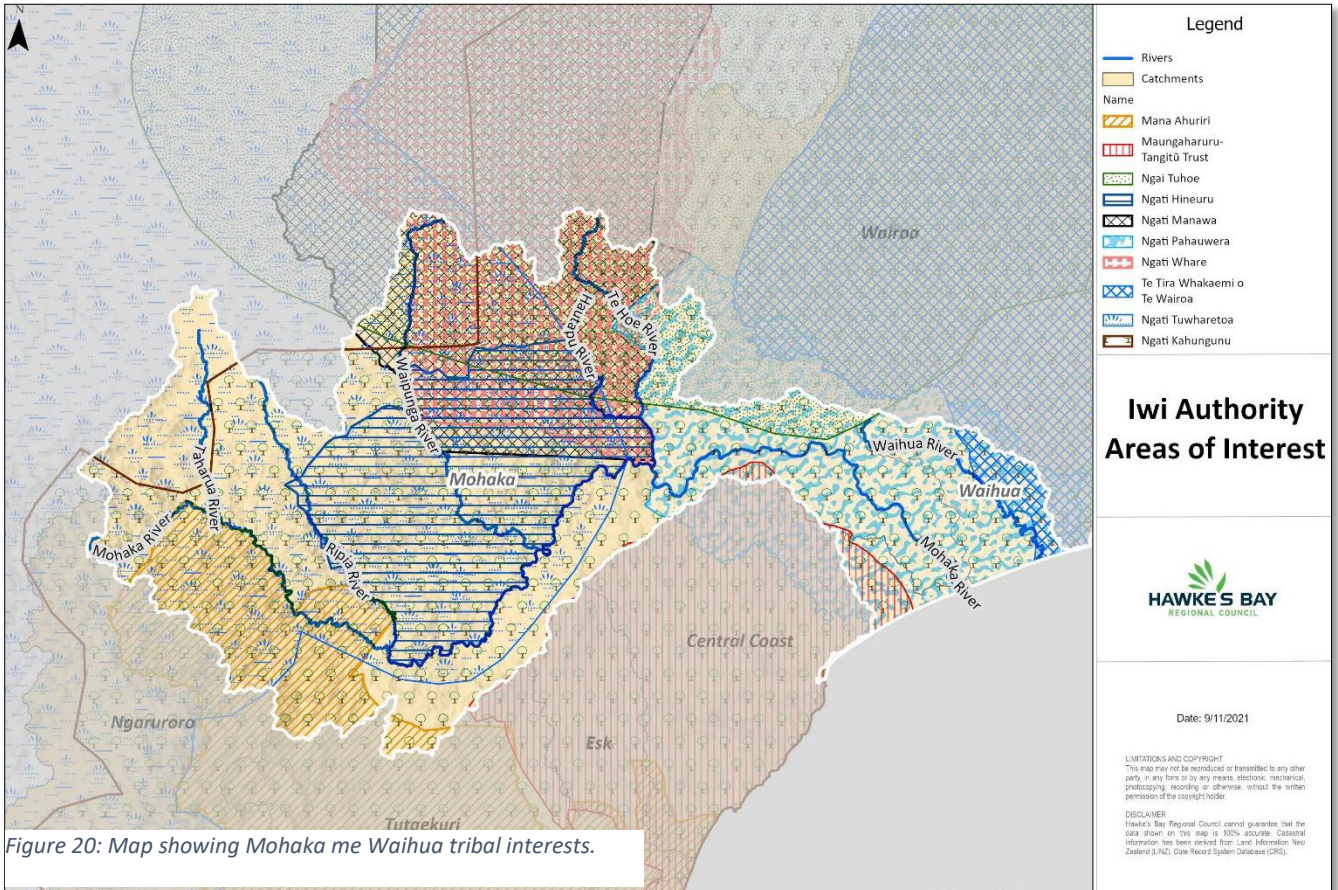 N
Wairoa
Te Hoe River
Hautapu River
Waipunga River
Taharua River
Mohaka
Waihua River
Waihua
Mohaka River
Ripia River
Mohaka River
Central Coast
Ngaruroro
Esk
Tutaekuri
Figure 20: Map showing Mohaka me Waihua tribal interests.
Legend
Rivers
Catchments
Name
Mana Ahuriri
Maungaharuru-
Tangitū Trust
Ngai Tuhoe
Ngati Hineuru
Ngati Manawa
Ngati Pahauwera
Ngati Whare
Te Tira Whakaemi o
Te Wairoa
Ngati Tuwharetoa
Ngati Kahungunu
Iwi Authority
Areas of Interest
HAWKE'S BAY
REGIONAL COUNCIL
Date: 9/11/2021
LIMITATIONS AND COPYRIGHT
This map may not be reproduced or transmitted to any other
party, in any form or by any means, electronic, mechanical,
photocopying, recording or otherwise, without the written
permission of the copyright holder.
DISCLAIMER
Hawke's Bay Regional Council cannot guarantee that the
data shown on this map is 100% accurate. Cadastral
information has been derived from Land Information New
Zealand (LINZ), Core Record System Database (CRS).